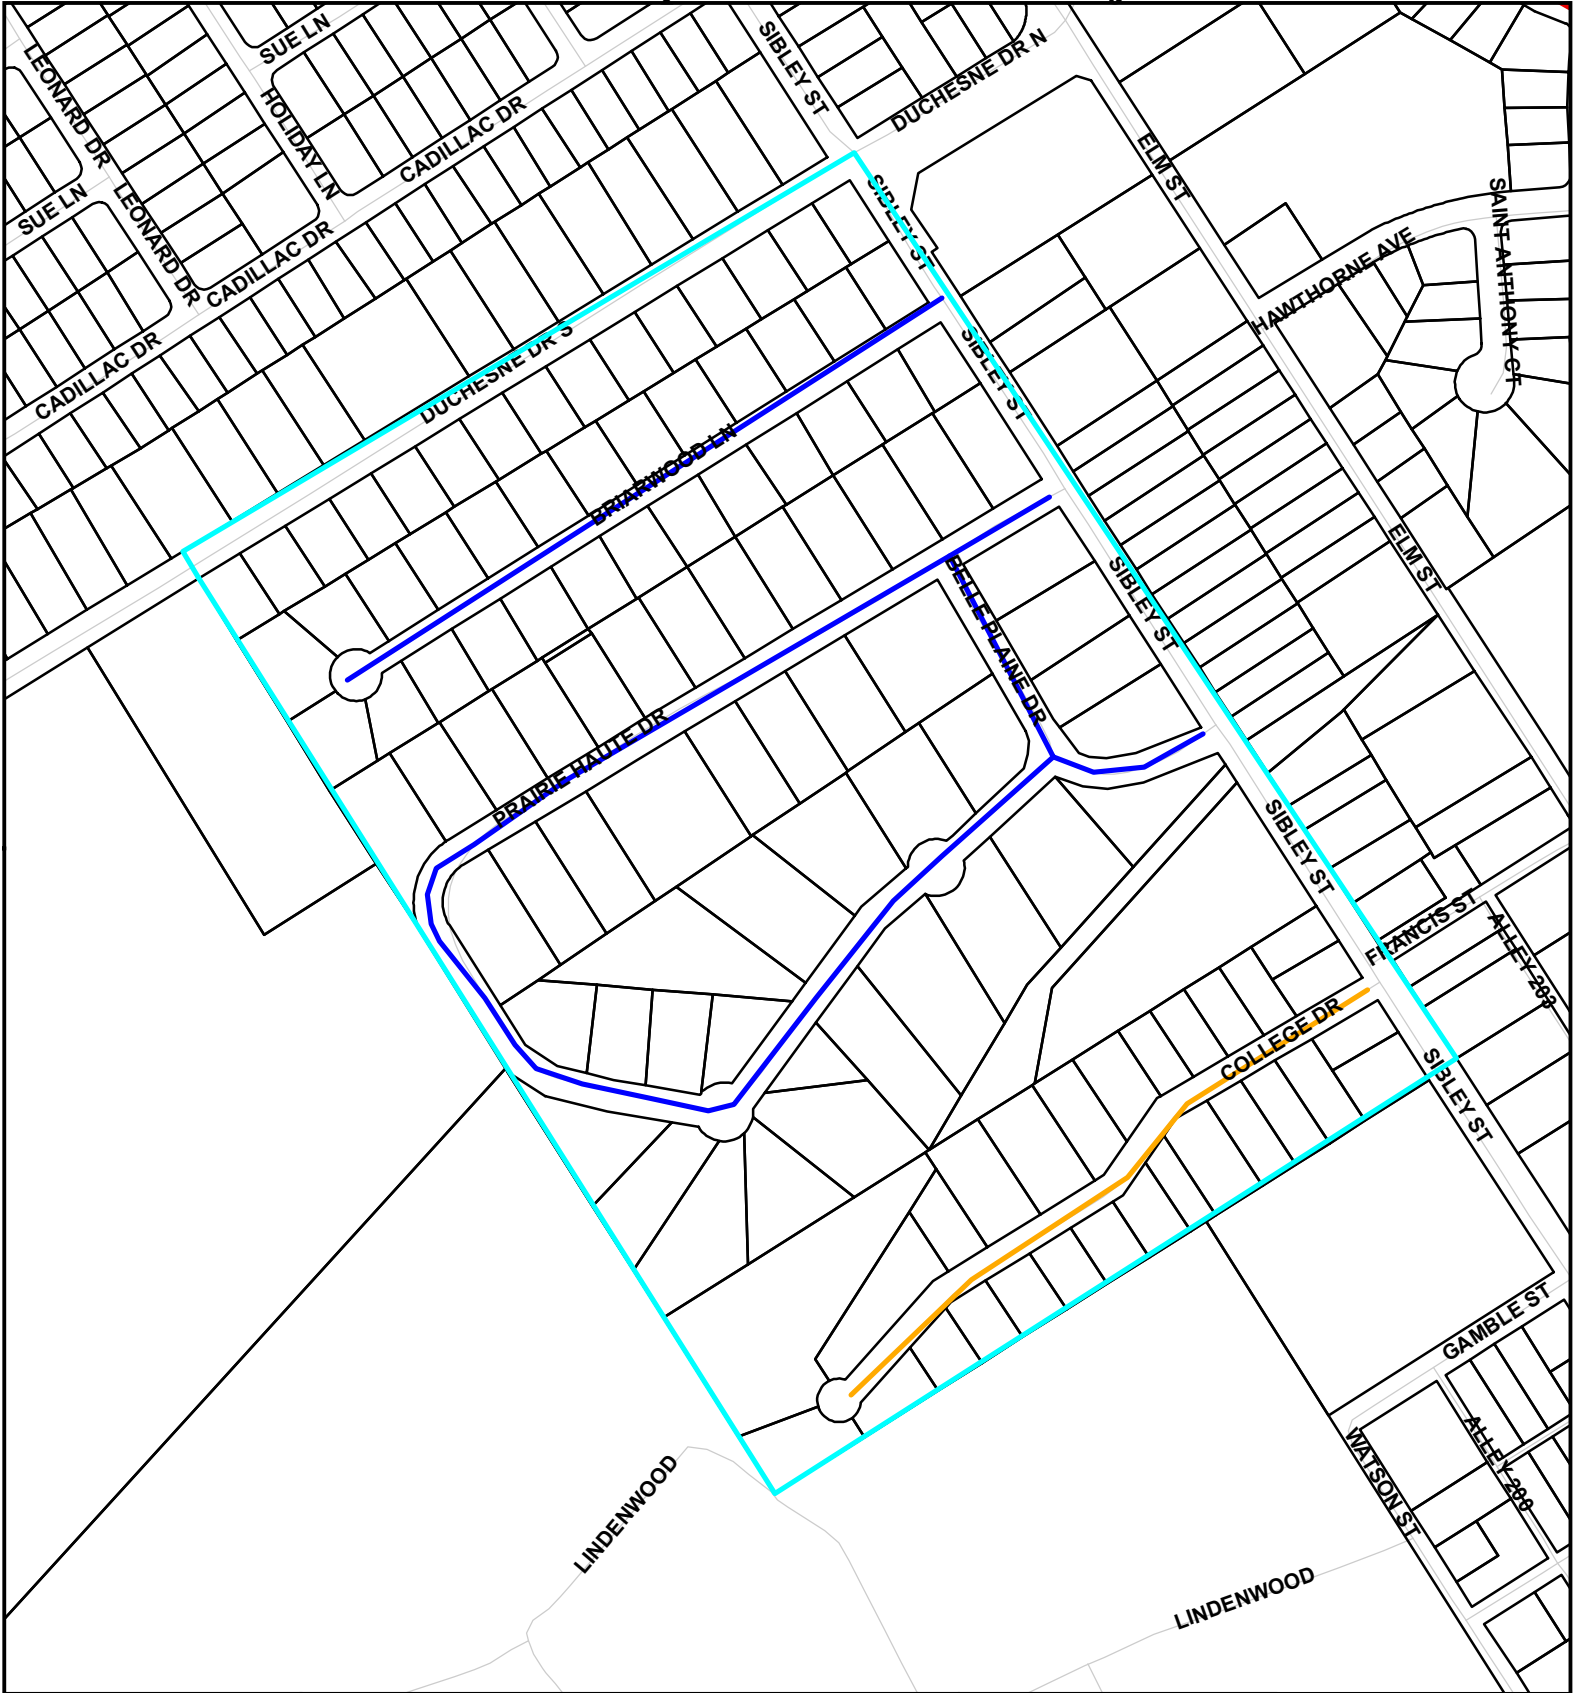 SUE LN
LEONARD DR
HOLIDAY LN
CADILLAC DR
SIBLEY ST
DUCHESNE DR N
ELM ST
SUE LN
LEONARD DR
CADILLAC DR
SIBLEY ST
SAINT ANTHONY CT
HAWTHORNE AVE
CADILLAC DR
DUCHESNE DR S
SIBLEY ST
BRIARWOOD LN
ELM ST
BELLE PLAINE DR
SIBLEY ST
PRAIRIE HAUTE DR
SIBLEY ST
FRANCIS ST
ALLEY 203
COLLEGE DR
SIBLEY ST
GAMBLE ST
LINDENWOOD
WATSON ST
ALLEY 200
LINDENWOOD